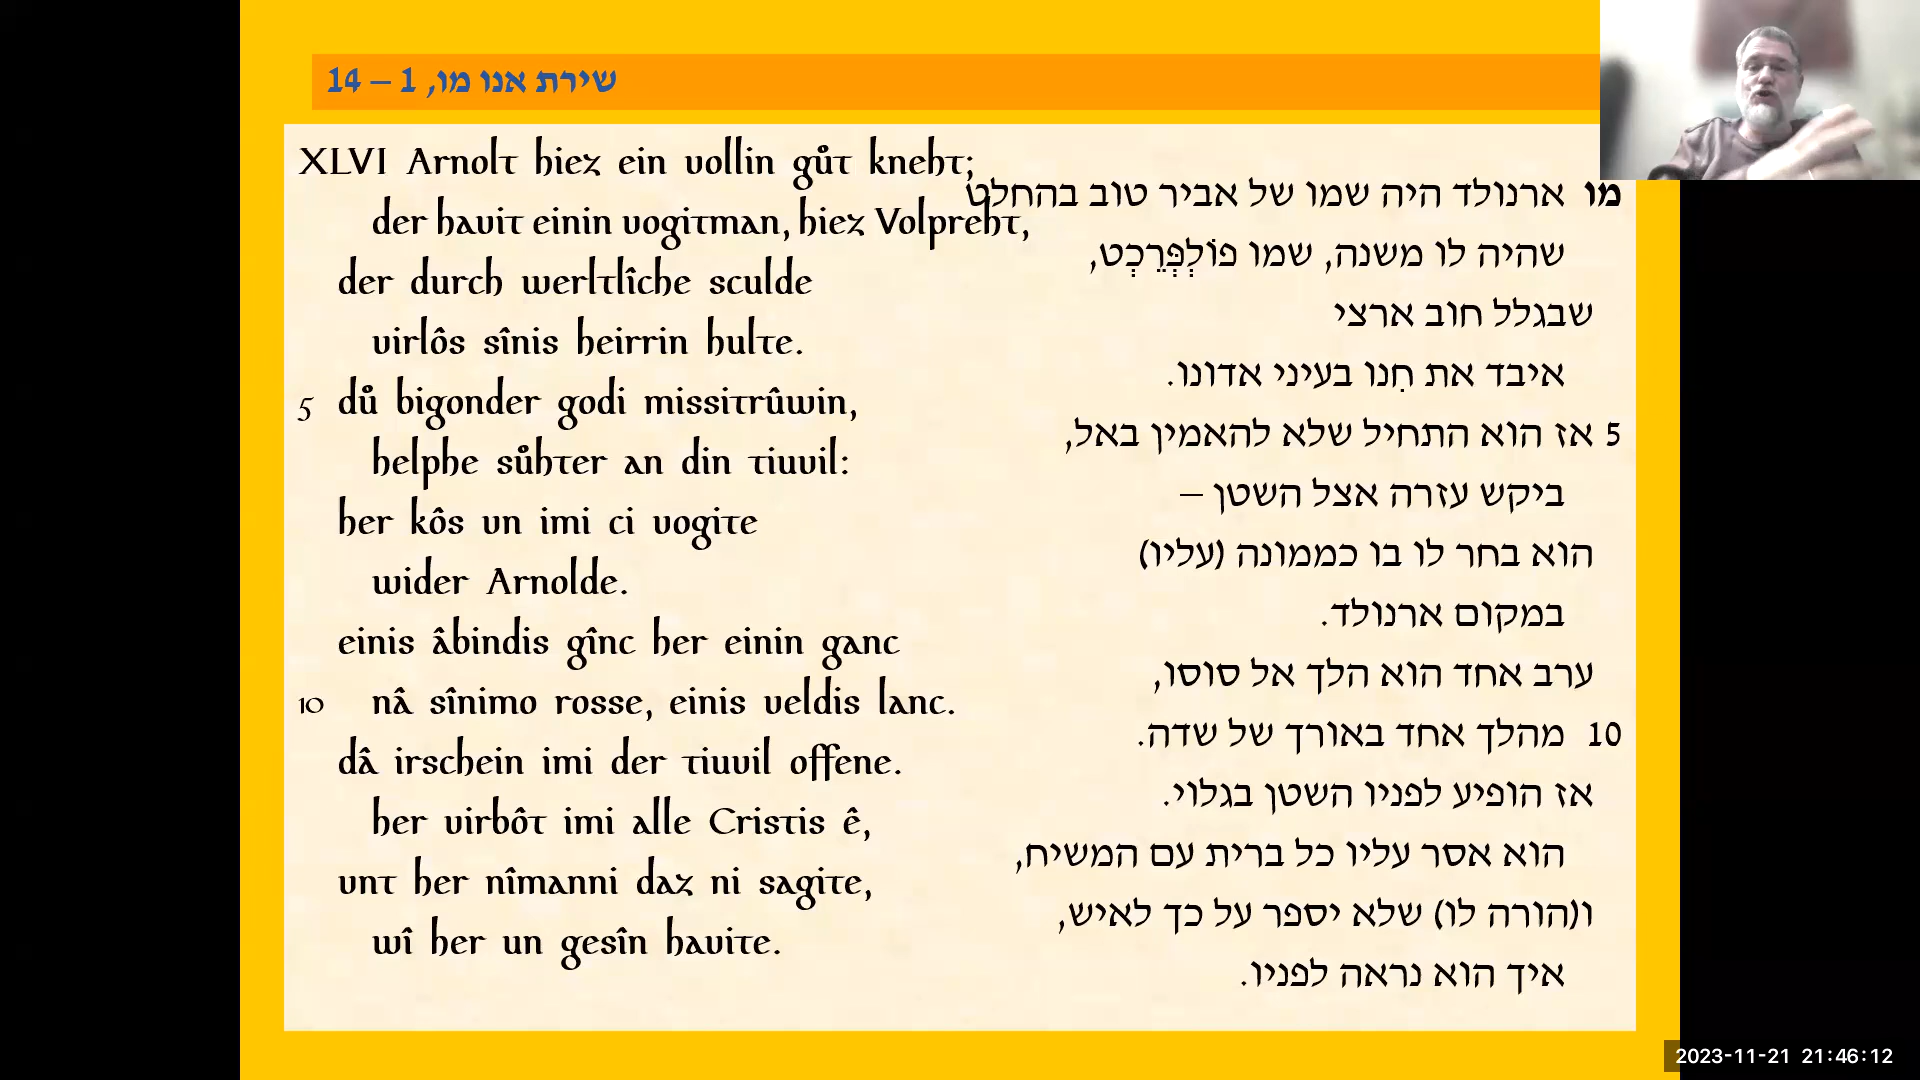 שירת אנו מו, 1 – 14
XLVI Arnolt hiez ein vollin gůt kneht;
der havit einin vogitman, hiez Volpreht,
der durch werltlîche sculde
virlôs sînis heirrin hulte.
5 dů bigonder godi missitrûwin,
helphe sůhter an din tiuvil:
her kôs un imi ci vogite
wider Arnolde.
einis âbindis gînc her einin ganc
10 nâ sînimo rosse, einis veldis lanc.
dâ irschein imi der tiuvil offene.
her virbôt imi alle Cristis ê,
unt her nîmanni daz ni sagite,
wî her un gesîn havite.
מו ארנולד היה שמו של אביר טוב בהחלט
שהיה לו משנה, שמו פוֹלְפְּרֵכְט,
שבגלל חוב ארצי
איבד את חִנו בעיני אדונו.
5 אז הוא התחיל שלא להאמין באל,
ביקש עזרה אצל השטן –
הוא בחר לו בו כממונה (עליו)
במקום ארנולד.
ערב אחד הוא הלך אל סוסו,
10 מהלך אחד באורך של שדה.
אז הופיע לפניו השטן בגלוי.
הוא אסר עליו כל ברית עם המשיח,
ו(הורה לו) שלא יספר על כך לאיש,
איך הוא נראה לפניו.
2023-11-21 21:46:12